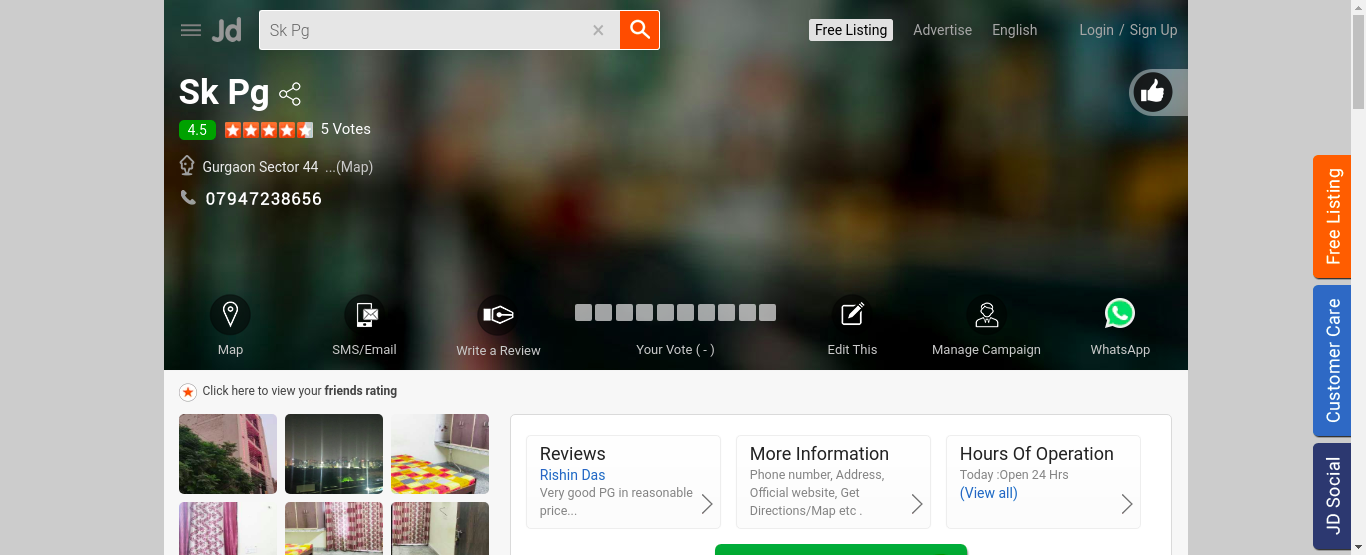 Jd
Sk Pg
Free Listing
Advertise
English
Login / Sign Up
Sk Pg
4.5
5 Votes
Gurgaon Sector 44 ...(Map)
07947238656
Map
SMS/Email
Write a Review
Your Vote ( - )
Edit This
Manage Campaign
WhatsApp
Click here to view your friends rating
Reviews
Rishin Das
Very good PG in reasonable
price...
More Information
Phone number, Address,
Official website, Get
Directions/Map etc .
Hours Of Operation
Today :Open 24 Hrs
(View all)
Free Listing
Customer Care
JD Social